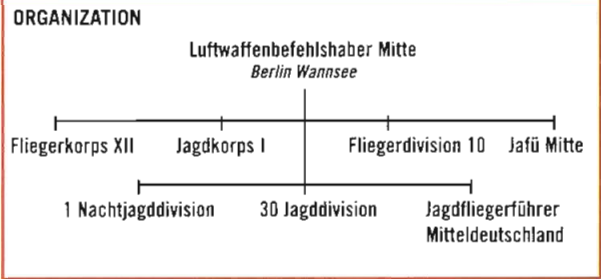 ORGANIZATION
Luftwaffenbefehlshaber Mitte
Berlin Wannsee
Fliegerkorps XII Jagdkorps I Fliegerdivision 10 Jafü Mitte
1 Nachtjagddivision 30 Jagddivision Jagdfliegerführer
Mitteldeutschland